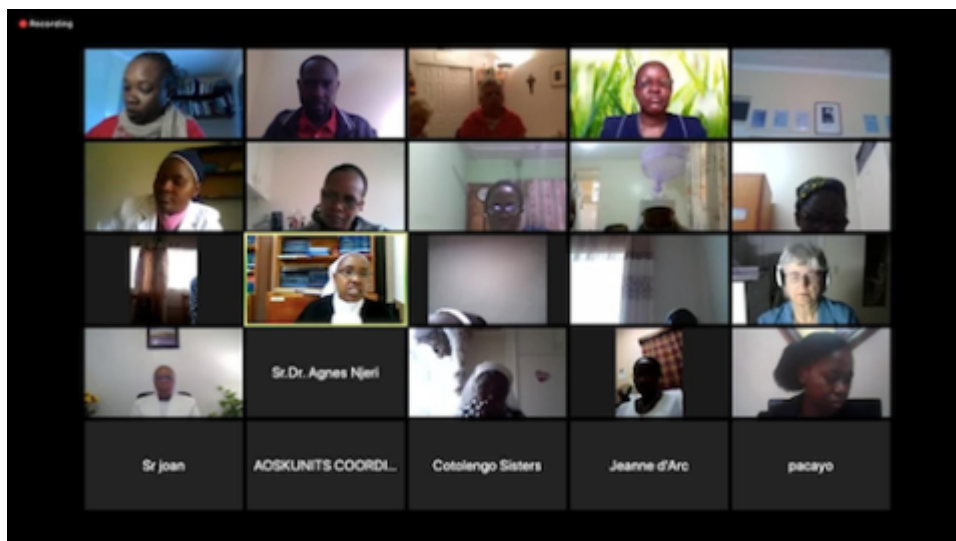 Recording
Sr.Dr. Agnes Njeri
Sr joan
AOSKUNITS COORDI...
Cotolengo Sisters
Jeanne d'Arc
pacayo